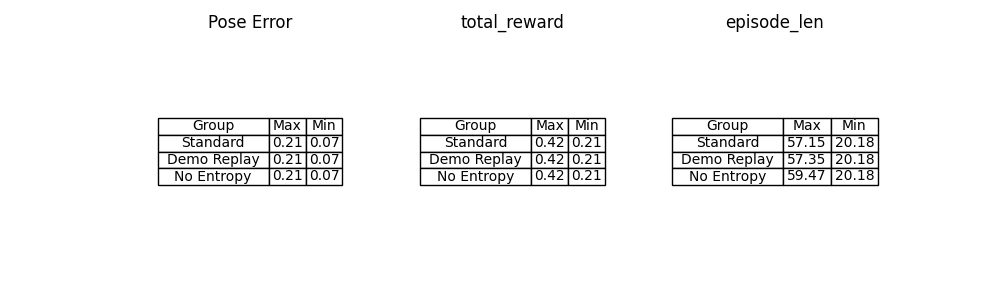 Pose Error total_reward episode_len
Group Max Min Group Max Min Group Max Min
Standard 0.21 0.07 Standard 0.42 0.21 Standard 57.15 20.18
Demo Replay 0.21 0.07 Demo Replay 0.42 0.21 Demo Replay 57.35 20.18
No Entropy 0.21 0.07 No Entropy 0.42 0.21 No Entropy 59.47 20.18